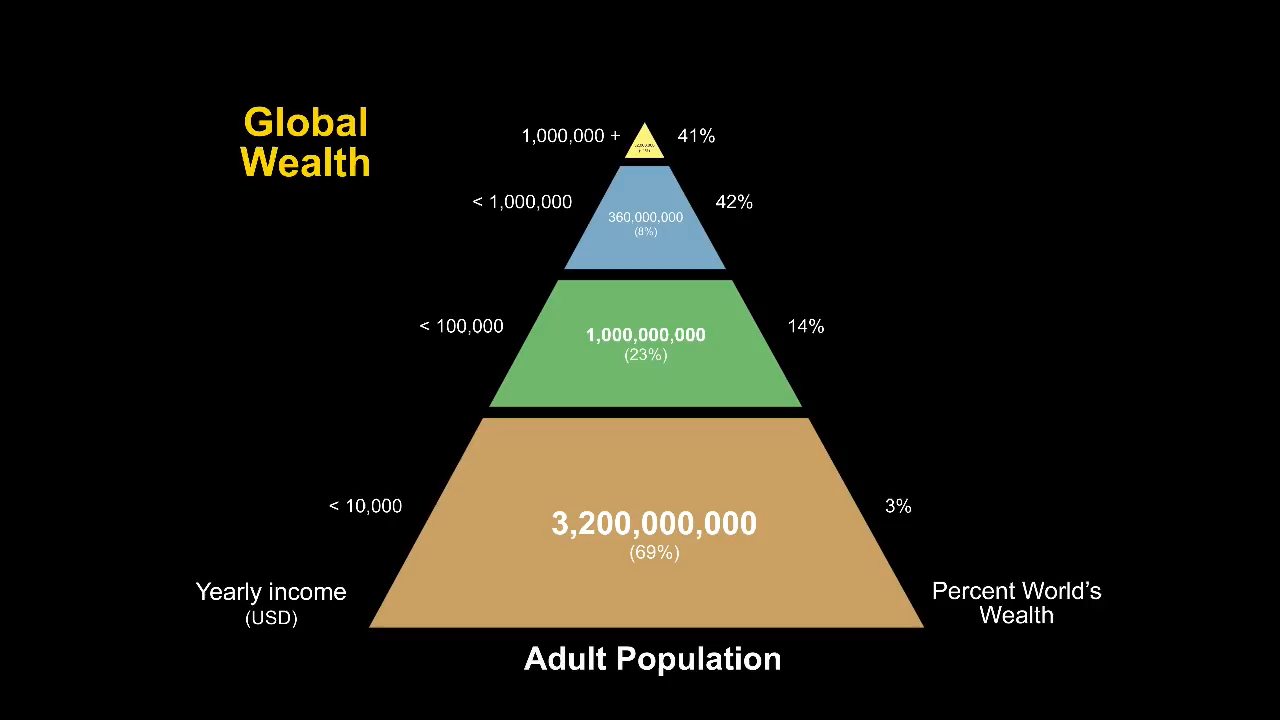 Global
Wealth
1,000,000 +
41%
< 1,000,000
360,000,000
(8%)
42%
< 100,000
1,000,000,000
(23%)
14%
< 10,000
3,200,000,000
(69%)
3%
Yearly income
(USD)
Percent World’s
Wealth
Adult Population